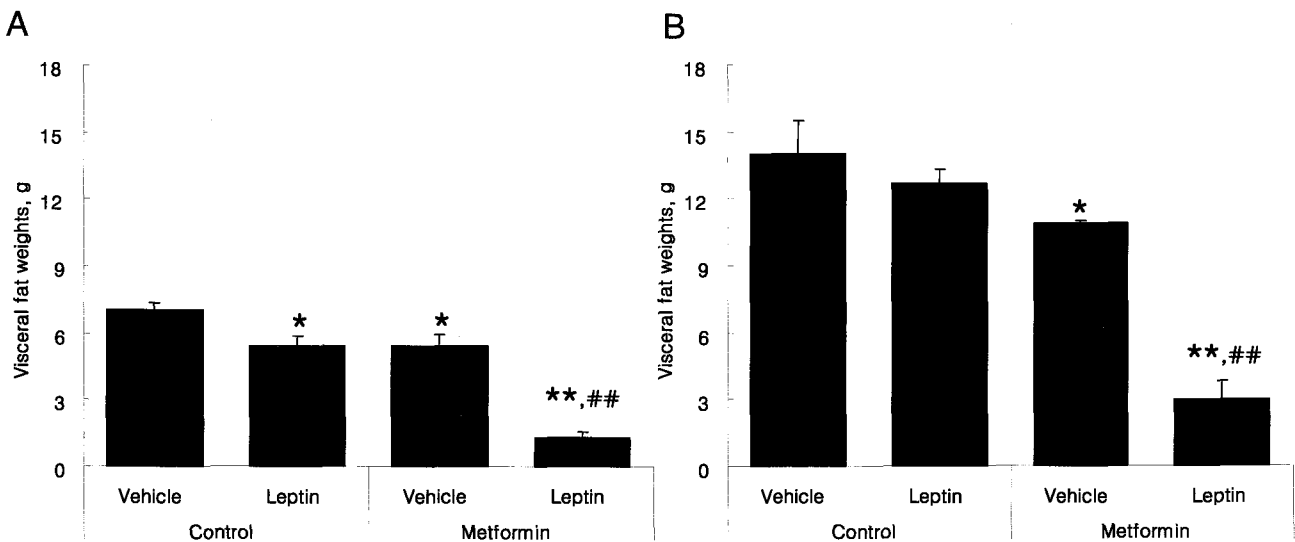 A
Visceral fat weights, g
18
15
12
9
6
3
0
*
*
**,##
Vehicle Leptin Vehicle Leptin
Control Metformin
B
Visceral fat weights, g
18
15
12
9
6
3
0
*
**,##
Vehicle Leptin Vehicle Leptin
Control Metformin